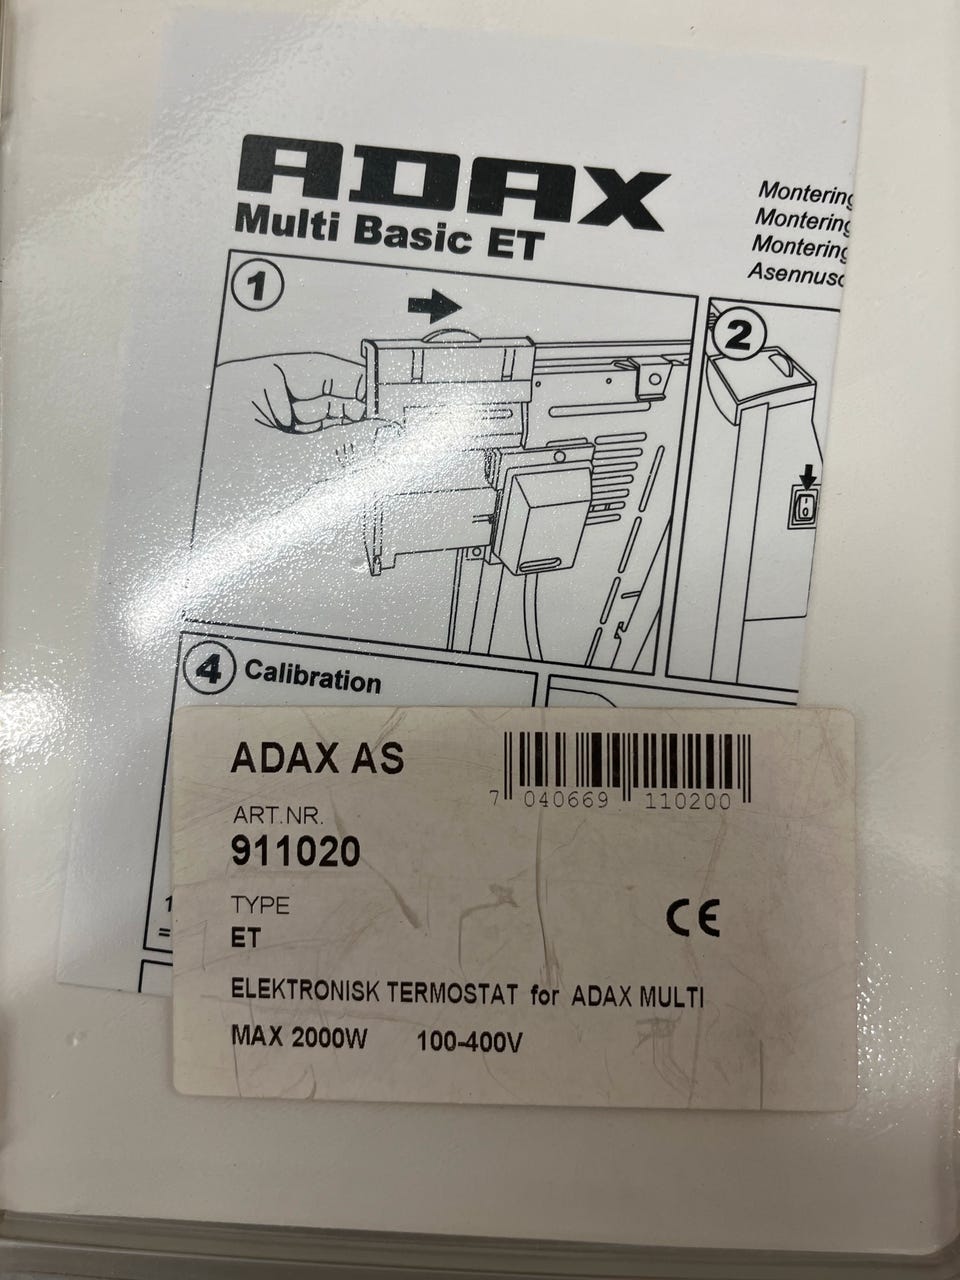 ADAX
Multi Basic ET
Montering
Montering
Montering
1
2
4 Calibration
ADAX AS
7 040669 110200
ART.NR.
911020
TYPE
ET
CE
1
=
ELEKTRONISK TERMOSTAT for ADAX MULTI
MAX 2000W 100-400V